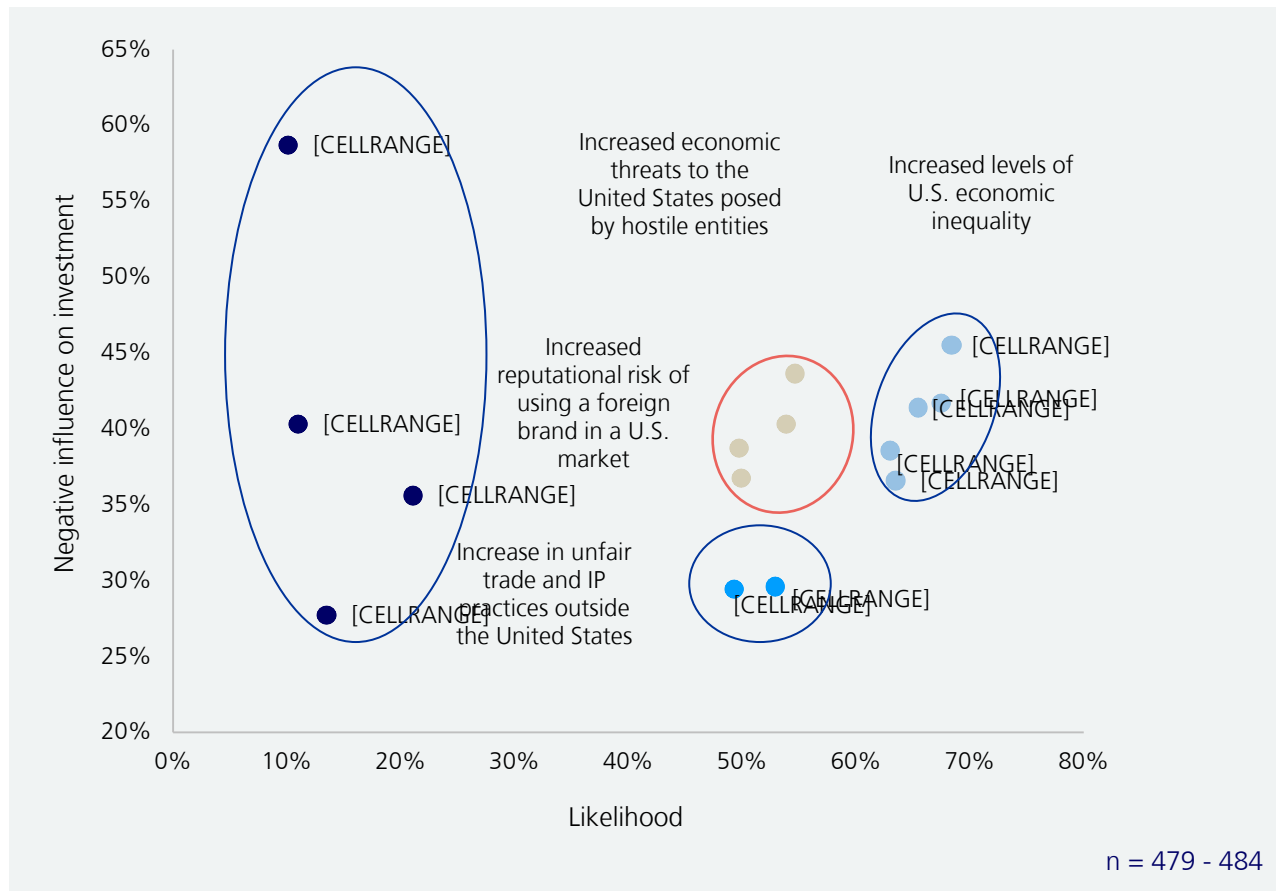 65%
60%
55%
50%
45%
40%
35%
30%
25%
20%
Negative influence on investment
[CELLRANGE]
[CELLRANGE]
[CELLRANGE]
[CELLRANGE]
Increased economic
threats to the
United States posed
by hostile entities
Increased levels of
U.S. economic
inequality
Increased
reputational risk of
using a foreign
brand in a U.S.
market
Increase in unfair
trade and IP
practices outside
the United States
[CELLRANGE]
[CELLRANGE]
[CELLRANGE]
[CELLRANGE]
[CELLRANGE]
[CELLRANGE]
[CELLRANGE]
0% 10% 20% 30% 40% 50% 60% 70% 80%
Likelihood
n = 479 - 484